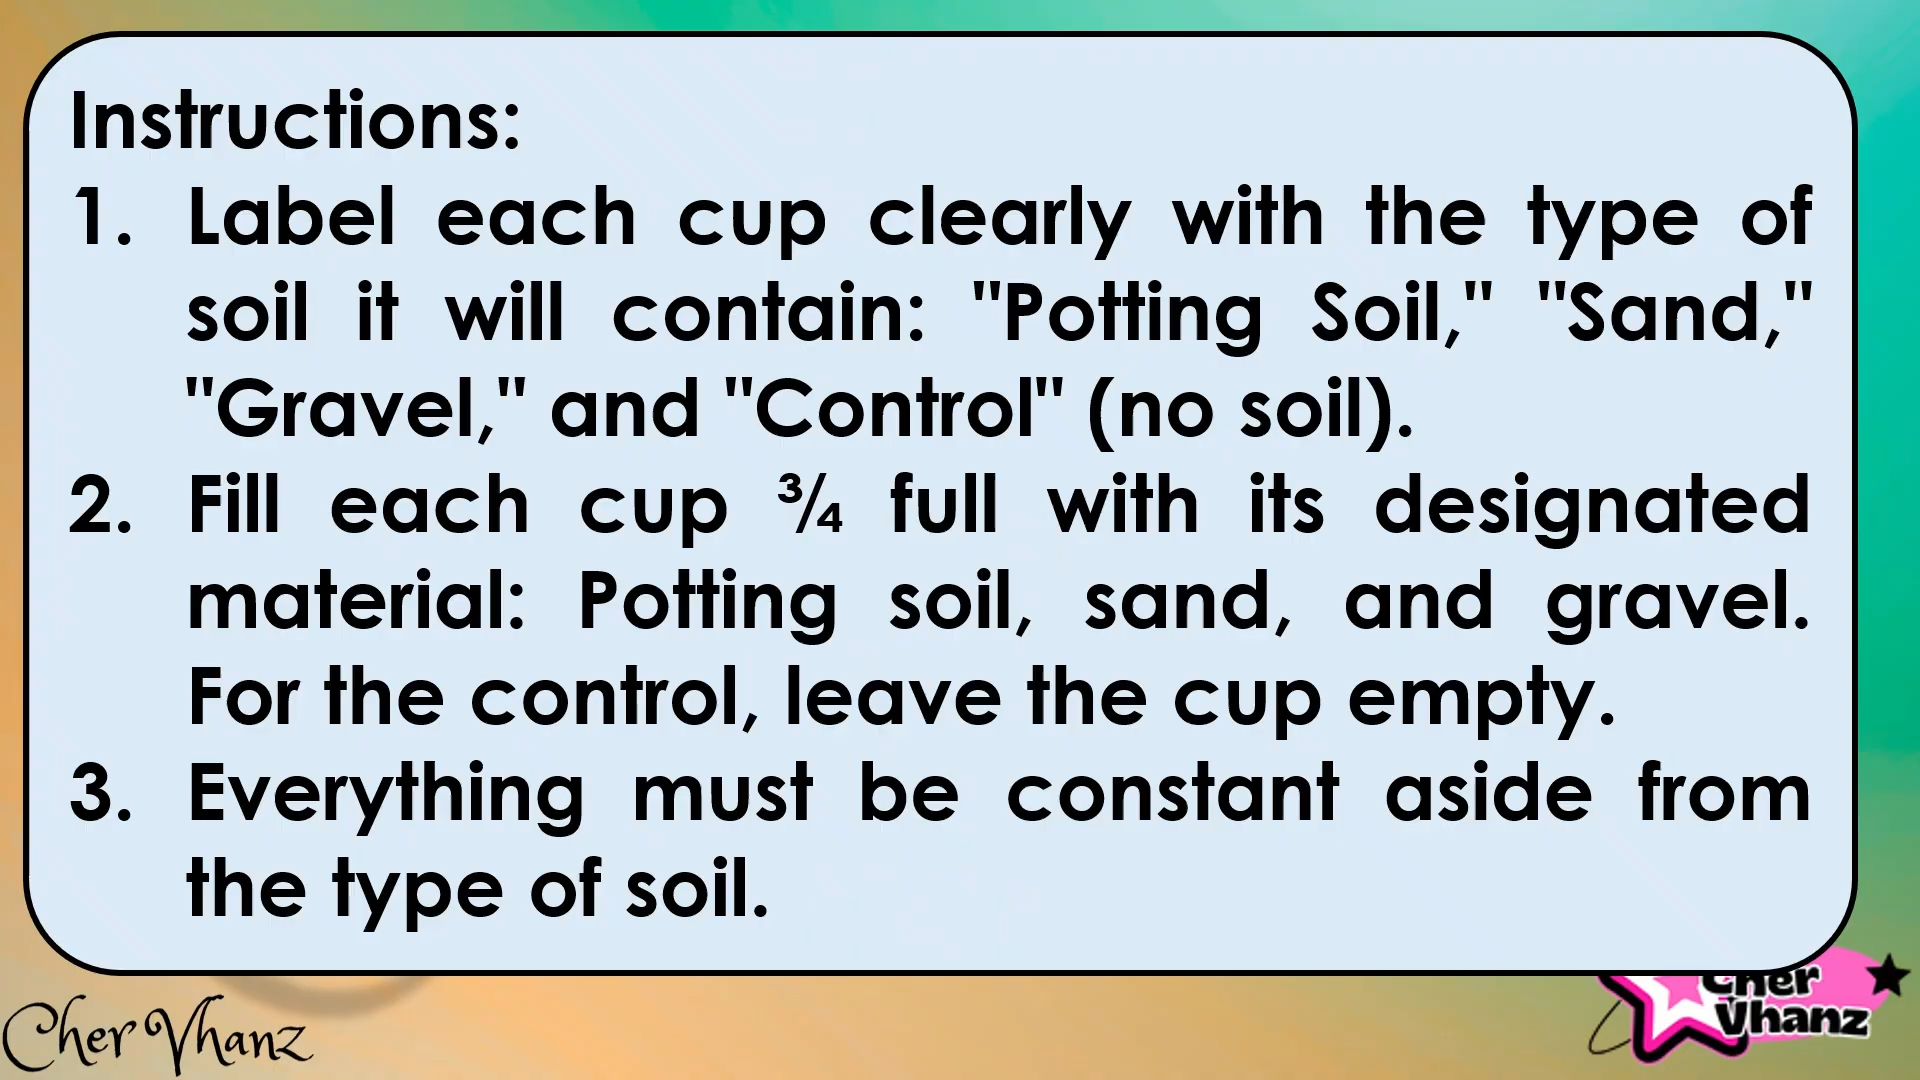 Instructions:
1. Label each cup clearly with the type of
soil it will contain: "Potting Soil," "Sand,"
"Gravel," and "Control" (no soil).
2. Fill each cup ¾ full with its designated
material: Potting soil, sand, and gravel.
For the control, leave the cup empty.
3. Everything must be constant aside from
the type of soil.
Cher Vhanz
Cher
Vhanz